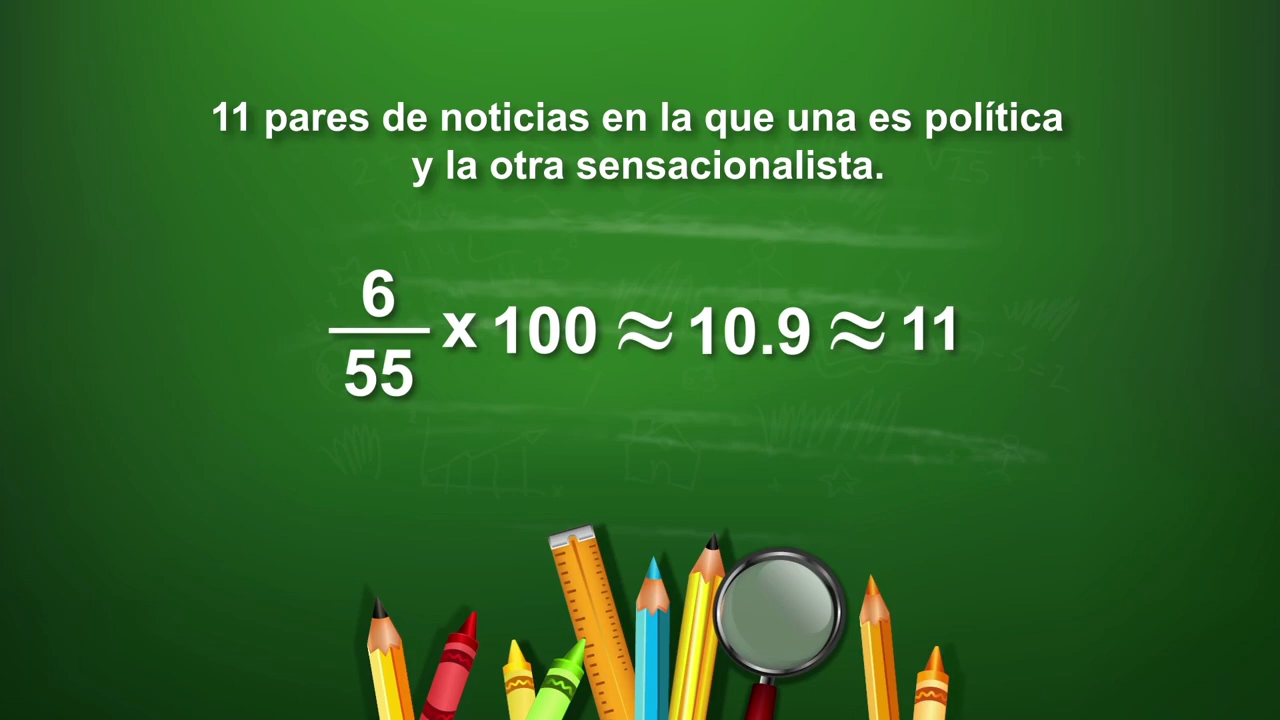 11 pares de noticias en la que una es política
y la otra sensacionalista.
6
55
x 100 ≈ 10.9 ≈ 11